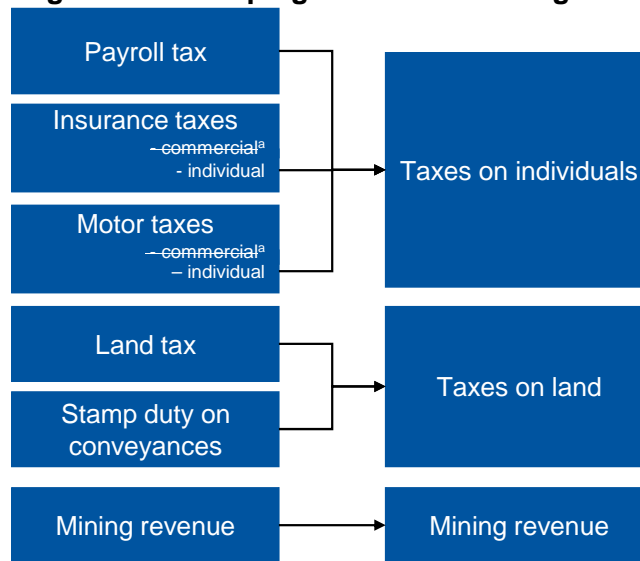 Payroll tax
Insurance taxes
- commercialᵃ
- individual
Taxes on individuals
Motor taxes
- commercialᵃ
– individual
Land tax
Stamp duty on
conveyances
Taxes on land
Mining revenue
Mining revenue